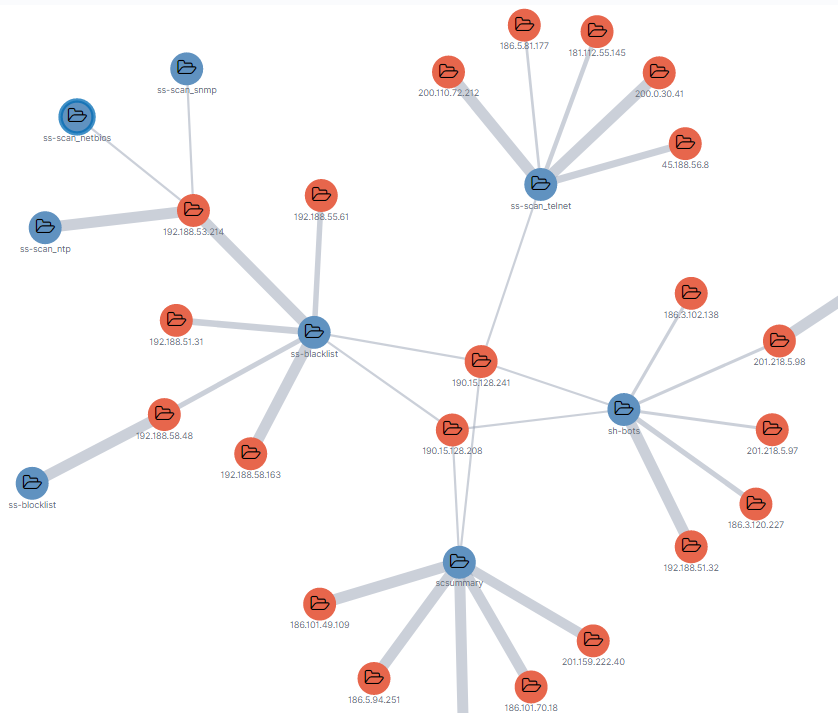 186.5.81.177
181.112.55.145
ss-scan_snmp
200.110.72.212
200.0.30.41
ss-scan_netbios
45.188.56.8
ss-scan_telnet
192.188.55.61
192.188.53.214
ss-scan_ntp
186.3.102.138
192.188.51.31
ss-blacklist
201.218.5.98
190.15.128.241
sh-bots
192.188.58.48
190.15.128.208
201.218.5.97
192.188.58.163
ss-blocklist
186.3.120.227
192.188.51.32
scsummary
186.101.49.109
201.159.222.40
186.5.94.251
186.101.70.18